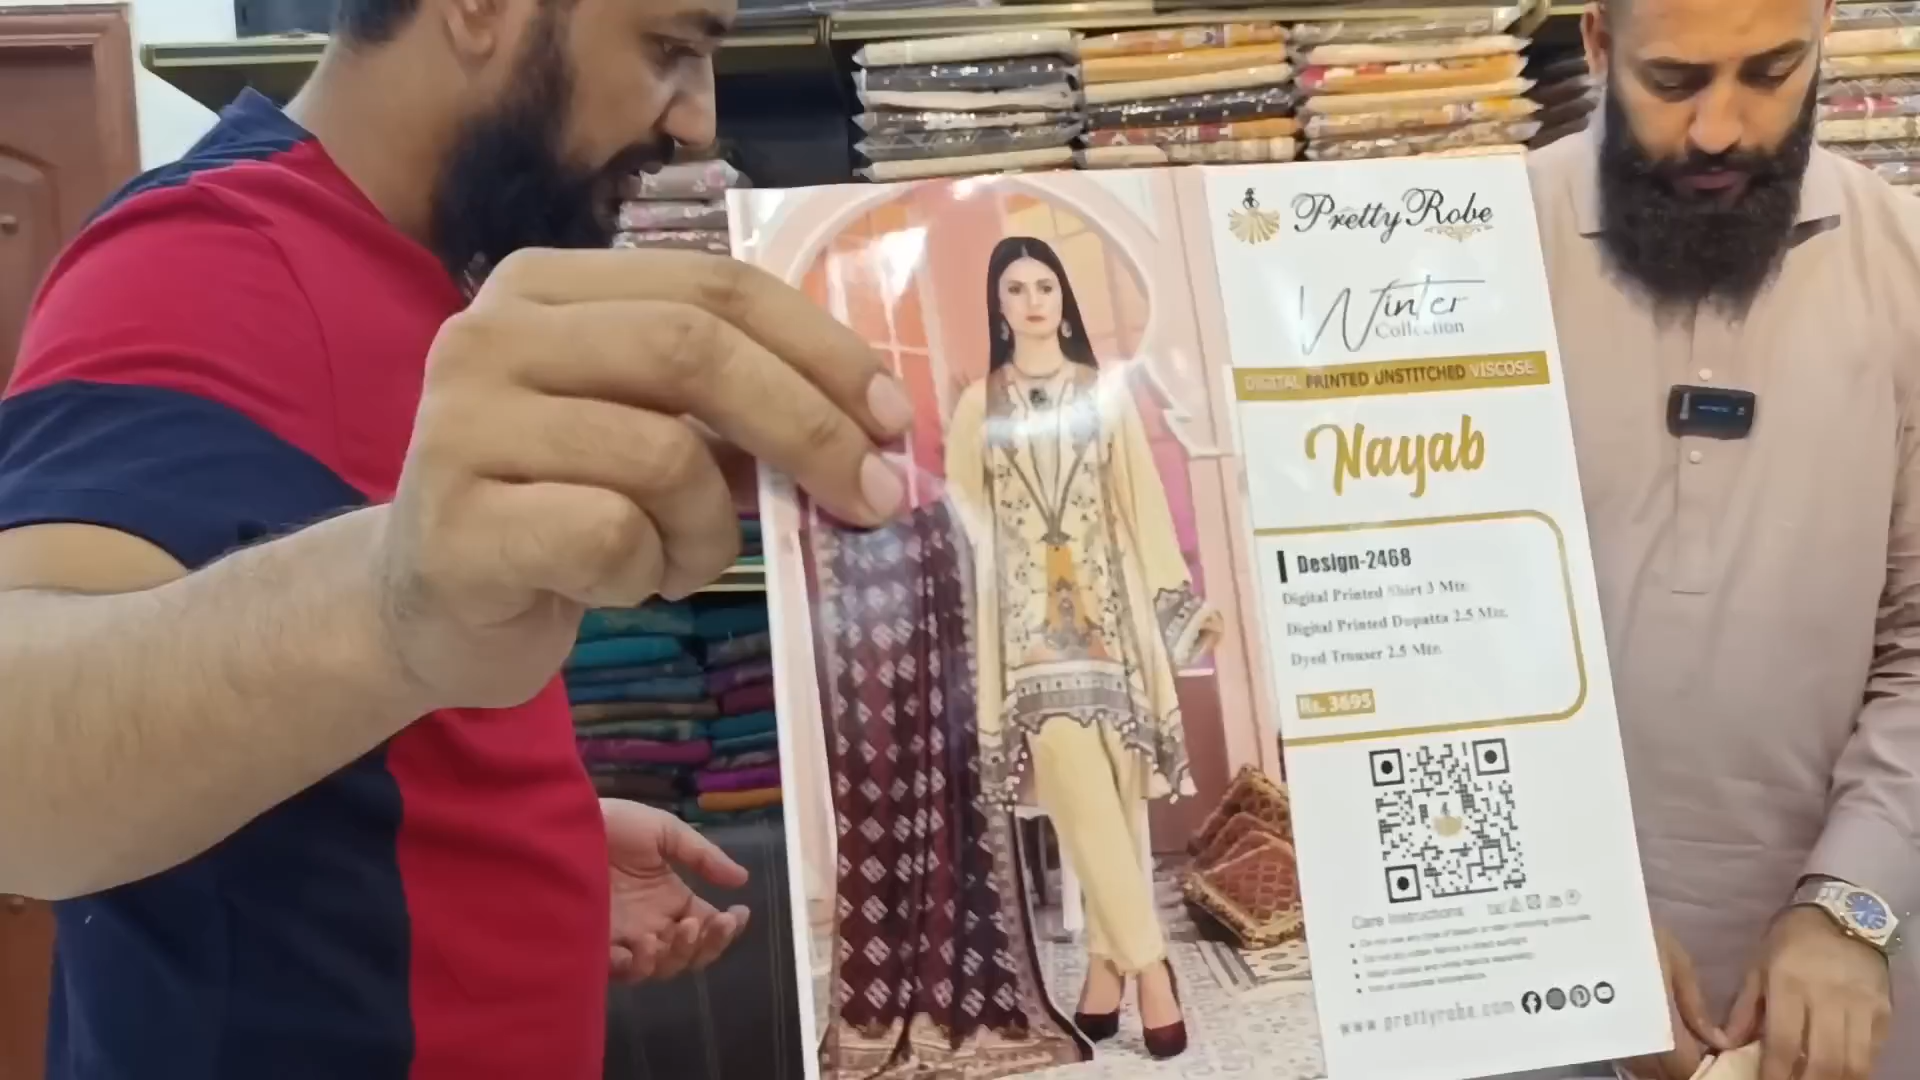 Pretty Robe
Winter
Collection
DIGITAL PRINTED UNSTITCHED VISCOSE
Nayab
Design-2468
Digital Printed Shirt 3 Mtr.
Digital Printed Dupatta 2.5 Mtr.
Dyed Trouser 2.5 Mtr.
Rs. 3695
Care Instructions:
www.prettyrobe.com